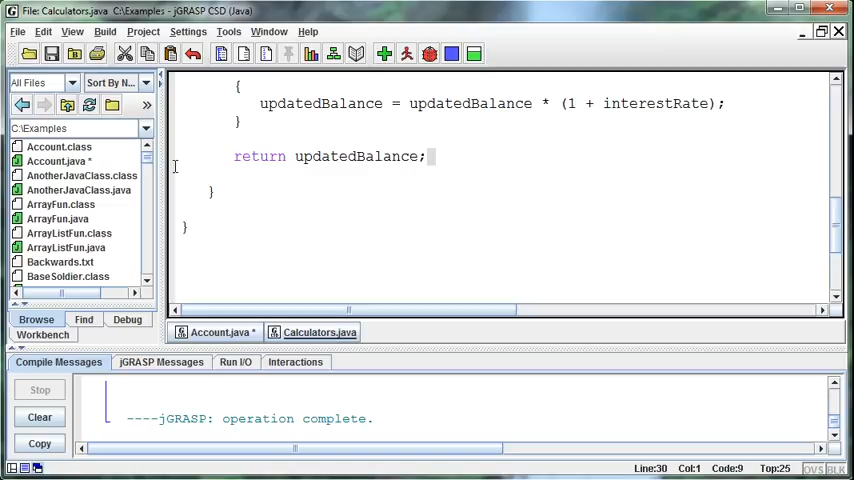 File: Calculators.java  C:\Examples - jGRASP CSD (Java)
File Edit View Build Project Settings Tools Window Help
All Files Sort By N...
C:\Examples
Account.class
Account.java *
AnotherJavaClass.class
AnotherJavaClass.java
ArrayFun.class
ArrayFun.java
ArrayListFun.class
ArrayListFun.java
Backwards.txt
BaseSoldier.class
Browse Find Debug
Workbench
{
updatedBalance = updatedBalance * (1 + interestRate);
}
return updatedBalance;
}
}
Account.java * Calculators.java
Compile Messages jGRASP Messages Run I/O Interactions
Stop
Clear
Copy
----jGRASP: operation complete.
Line:30 Col:1 Code:9 Top:25 OVS BLK